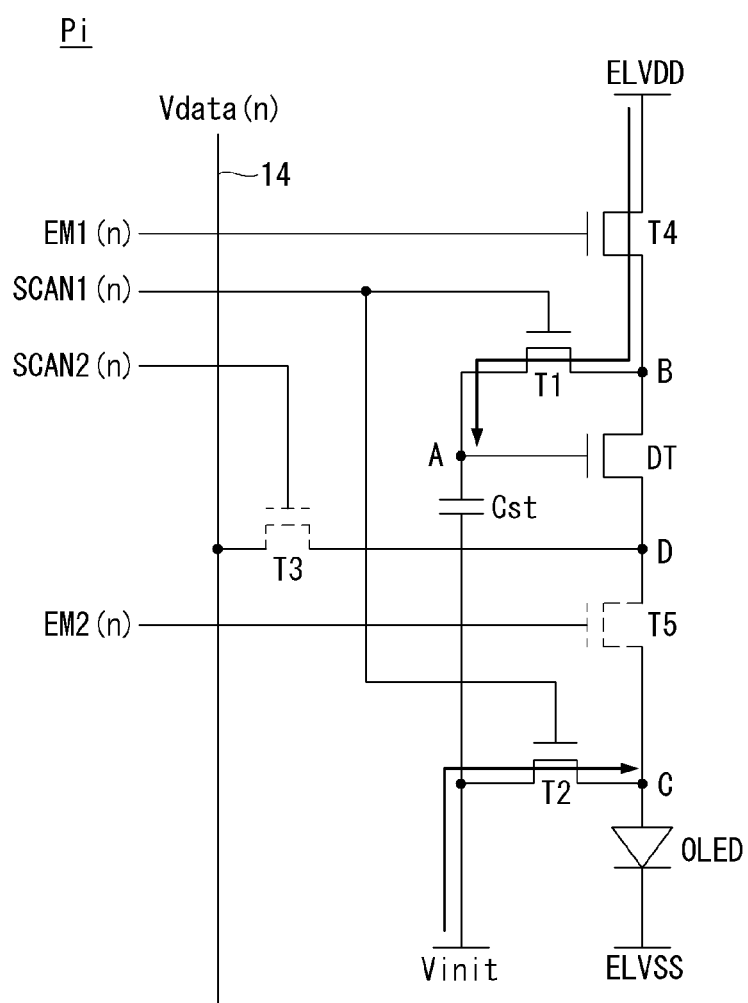 Pi
ELVDD
Vdata(n)
14
EM1(n)
T4
SCAN1(n)
SCAN2(n)
T1
B
A
DT
Cst
T3
D
EM2(n)
T5
T2
C
OLED
Vinit
ELVSS